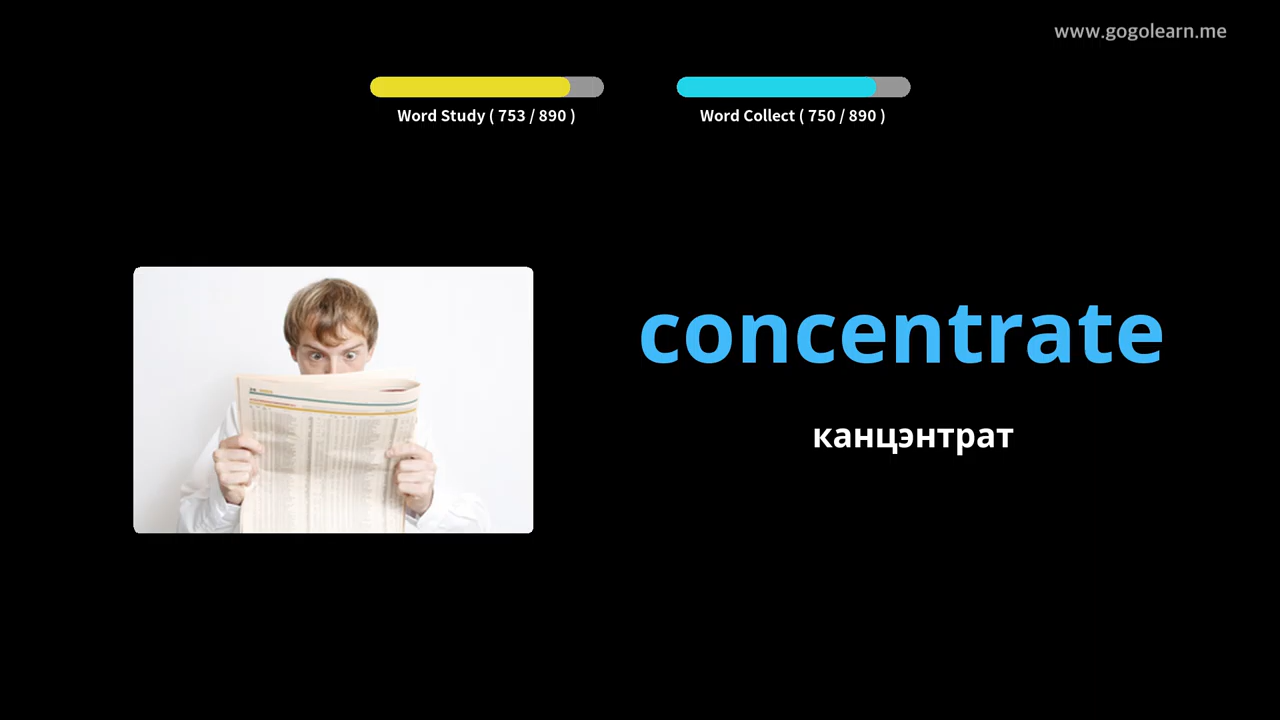 www.gogolearn.me
Word Study ( 753 / 890 )
Word Collect ( 750 / 890 )
concentrate
канцэнтрат